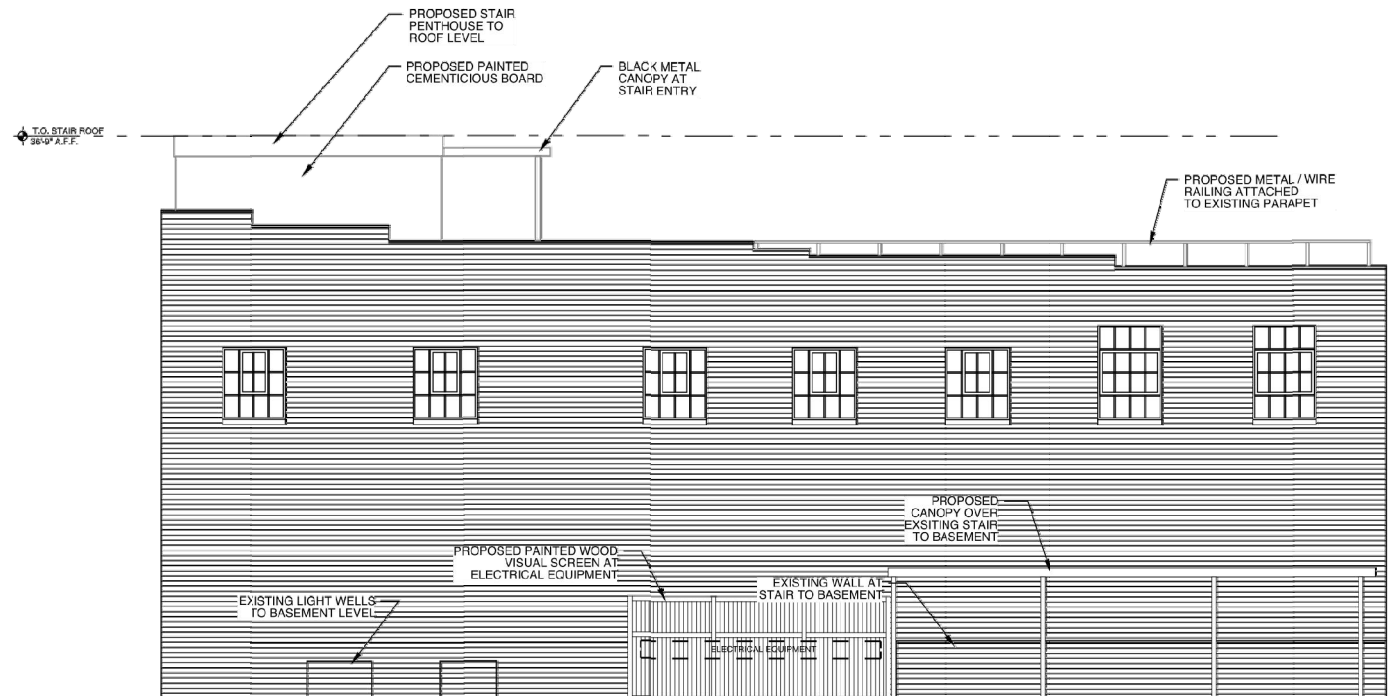 PROPOSED STAIR
PENTHOUSE TO
ROOF LEVEL
PROPOSED PAINTED
CEMENTICIOUS BOARD
BLACK METAL
CANOPY AT
STAIR ENTRY
T.O. STAIR ROOF
36'-9" A.F.F.
PROPOSED METAL / WIRE
RAILING ATTACHED
TO EXISTING PARAPET
PROPOSED
CANOPY OVER
EXSITING STAIR
TO BASEMENT
PROPOSED PAINTED WOOD
VISUAL SCREEN AT
ELECTRICAL EQUIPMENT
EXISTING WALL AT
STAIR TO BASEMENT
EXISTING LIGHT WELLS
TO BASEMENT LEVEL
ELECTRICAL EQUIPMENT